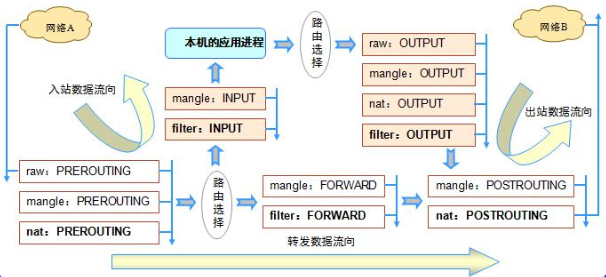 网络A
本机的应用进程
路由选择
raw：OUTPUT
mangle：OUTPUT
nat：OUTPUT
filter：OUTPUT
网络B
入站数据流向
mangle：INPUT
filter：INPUT
出站数据流向
raw：PREROUTING
mangle：PREROUTING
nat：PREROUTING
路由选择
mangle：FORWARD
filter：FORWARD
mangle：POSTROUTING
nat：POSTROUTING
转发数据流向